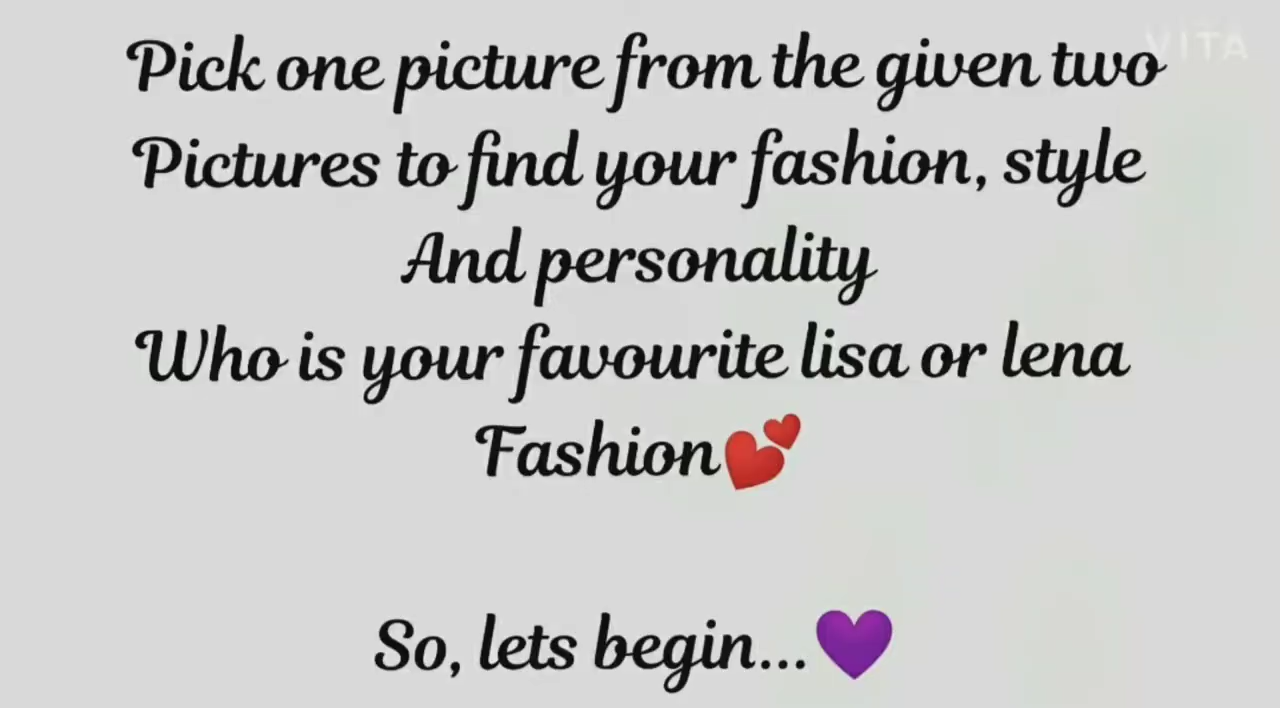 VITA
Pick one picture from the given two
Pictures to find your fashion, style
And personality
Who is your favourite lisa or lena
Fashion💕
So, lets begin...💜